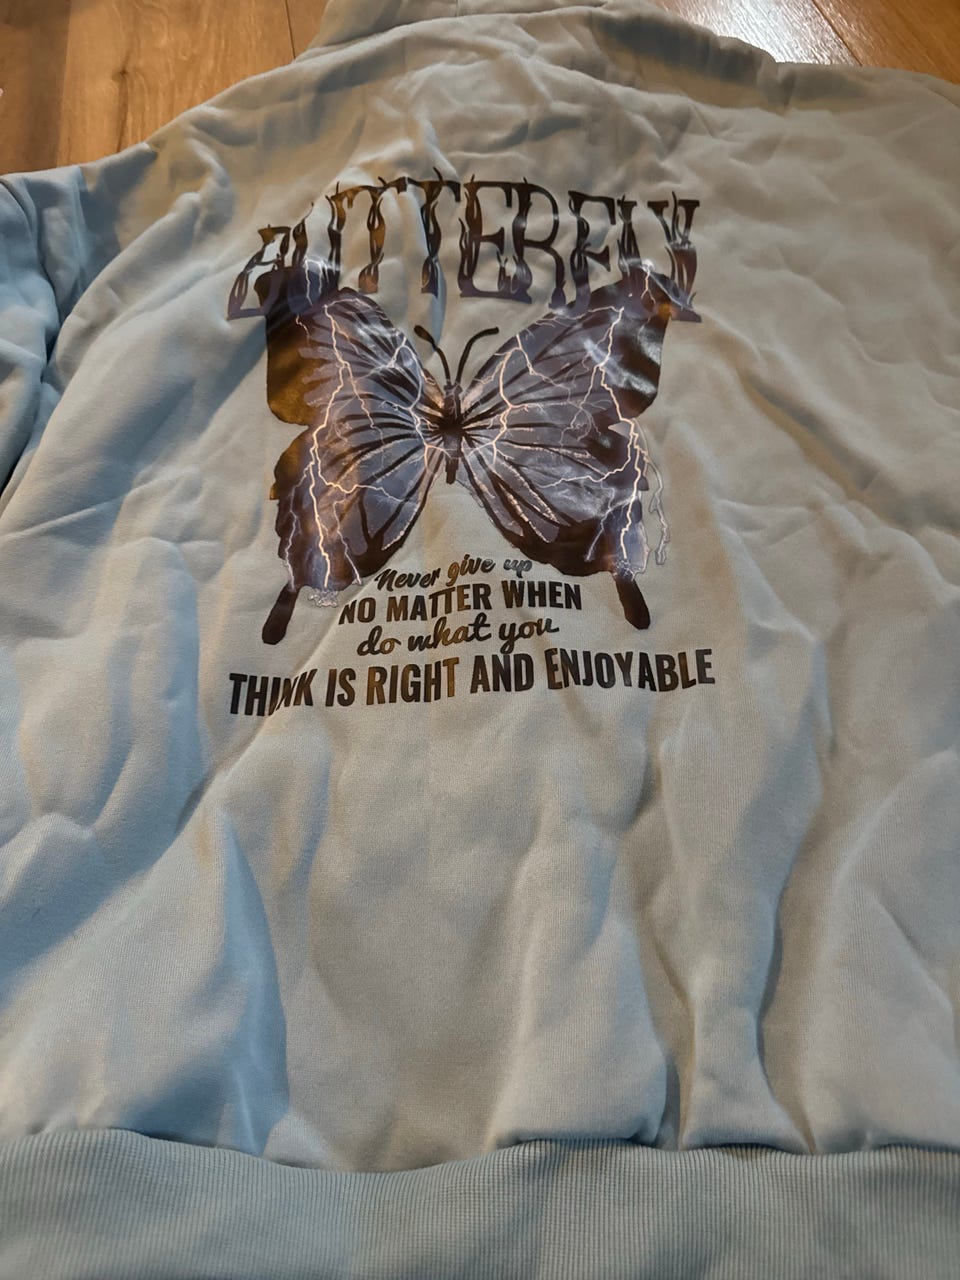 BUTTERFLY
Never give up
NO MATTER WHEN
do what you
THINK IS RIGHT AND ENJOYABLE